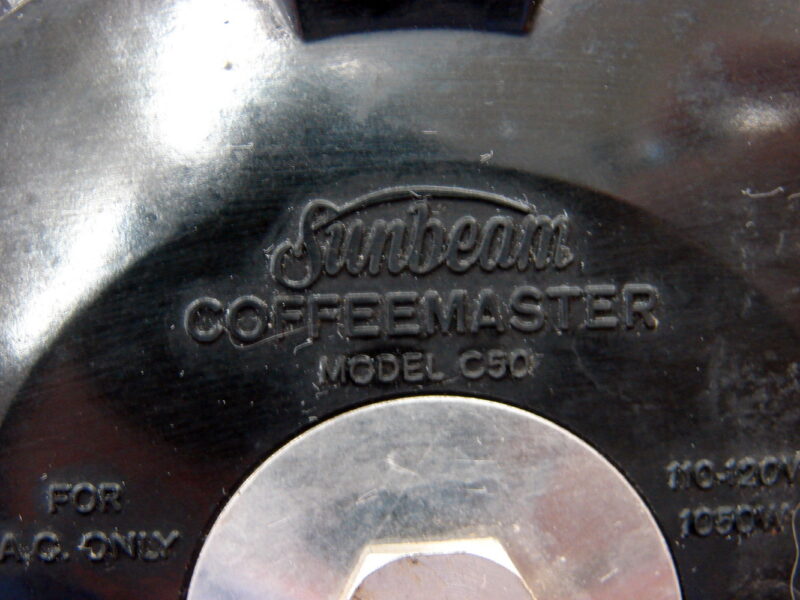 Sunbeam
COFFEEMASTER
MODEL C50
FOR
A.C. ONLY
110-120V
1050W